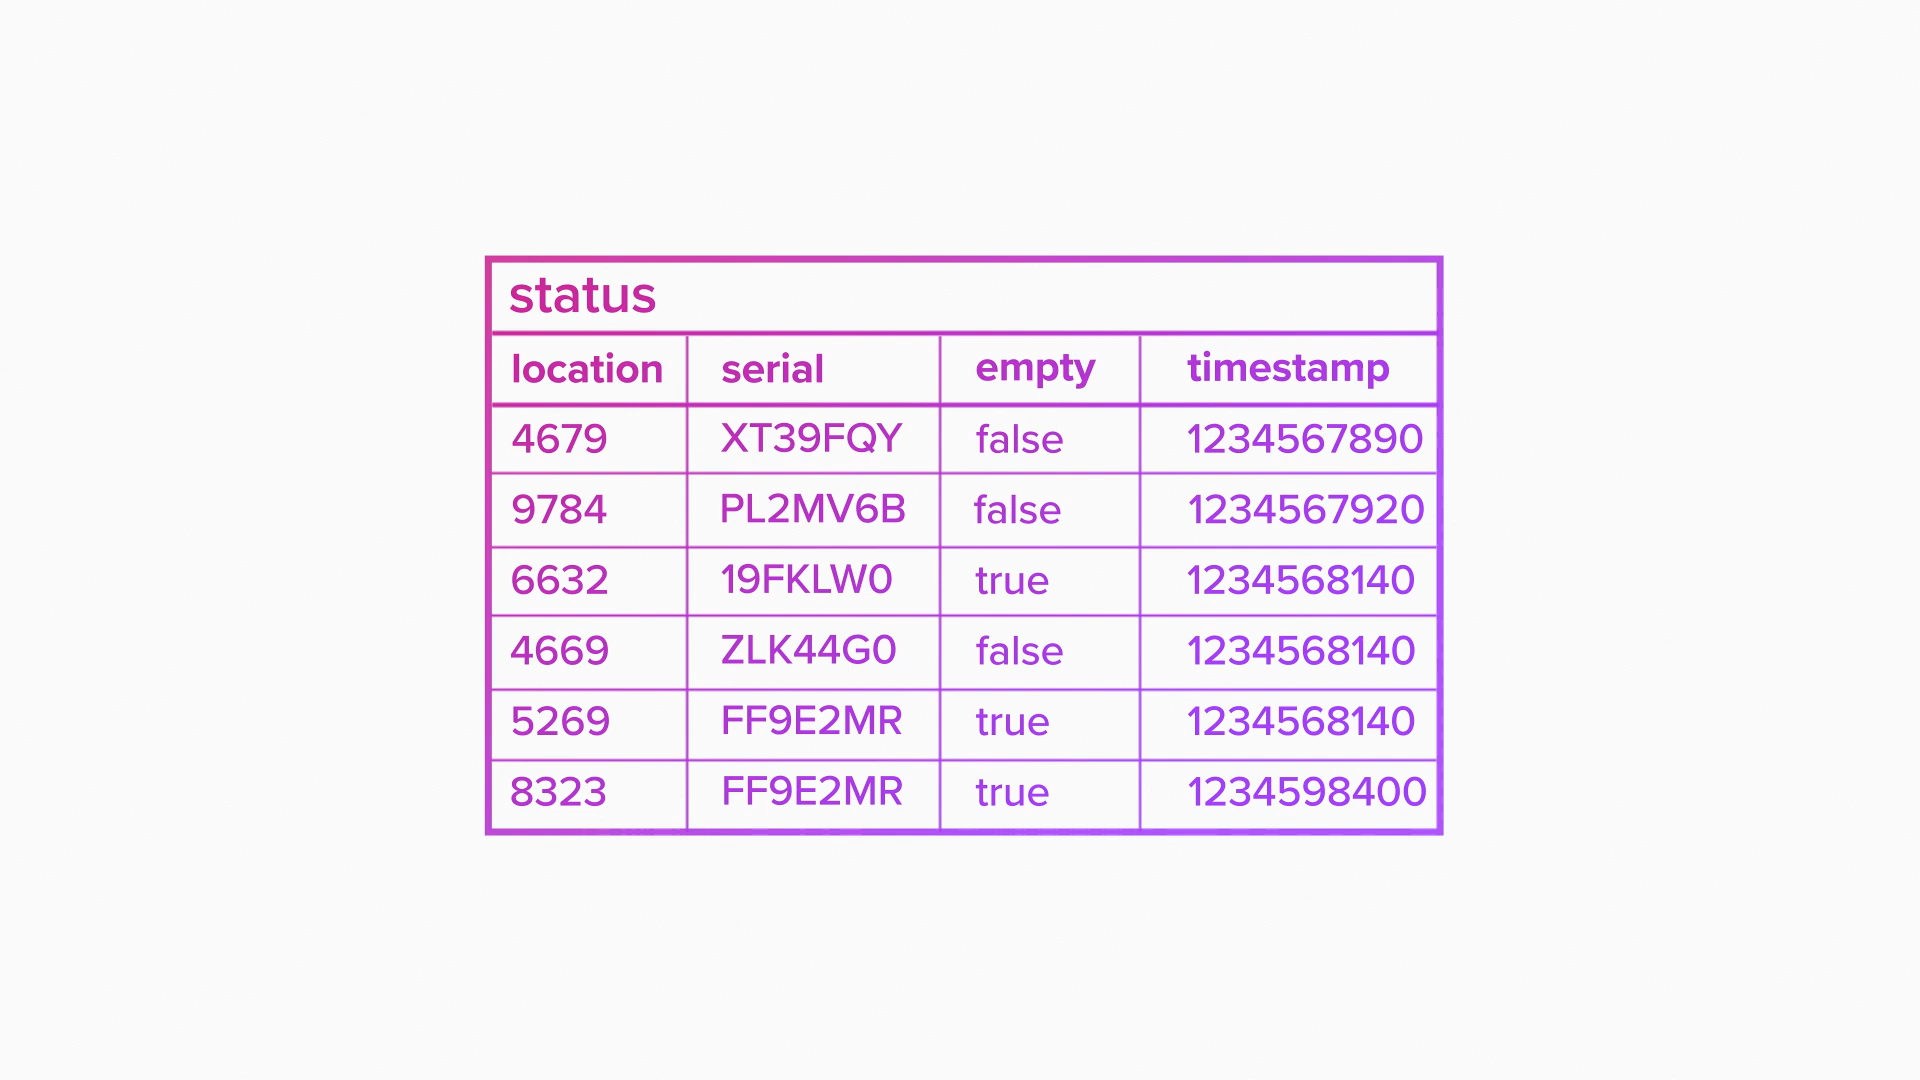 status
location serial empty timestamp
4679 XT39FQY false 1234567890
9784 PL2MV6B false 1234567920
6632 19FKLW0 true 1234568140
4669 ZLK44G0 false 1234568140
5269 FF9E2MR true 1234568140
8323 FF9E2MR true 1234598400